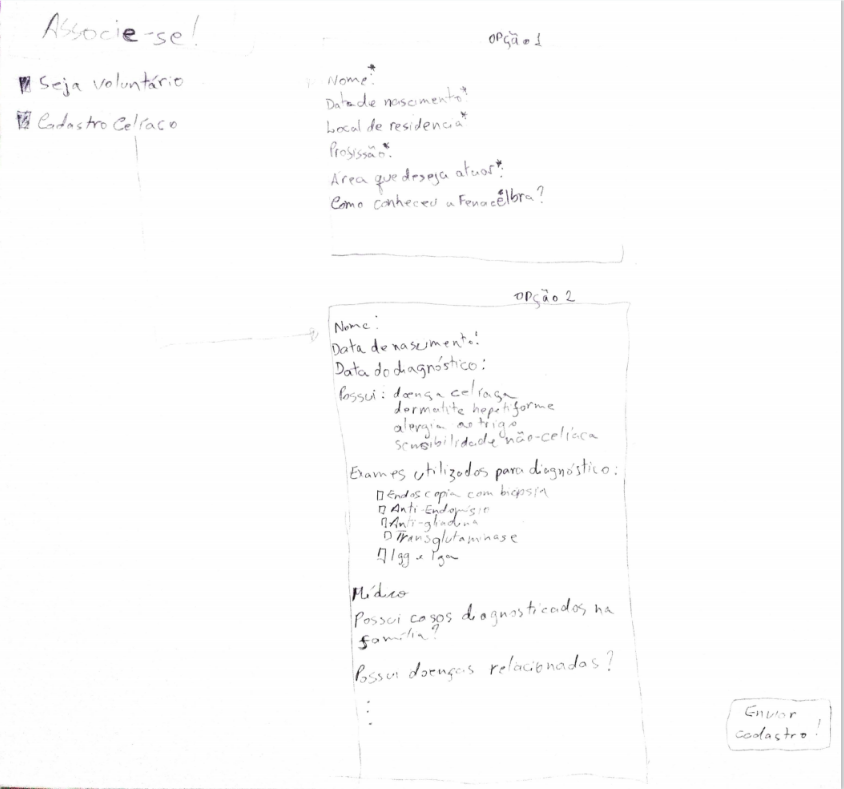 Associe-se!
Seja voluntário
Cadastro Celíaco
OPção 1
Nome*:
Data de nascimento*:
Local de residencia*
Profissão*:
Área que deseja atuar*:
Como conheceu a Fenacelbra?
OPção 2
Nome:
Data de nascimento:
Data do diagnóstico:
Possui: doença celíaca
dermatite hepetiforme
alergia ao trigo
sensibilidade não-celíaca
Exames utilizados para diagnóstico:
Endoscopia com biópsia
Anti-Endomísio
Anti-gliadina
Transglutaminase
Igg e Iga
Médico
Possui casos diagnosticados na
família?
Possui doenças relacionadas?
Enviar
cadastro!